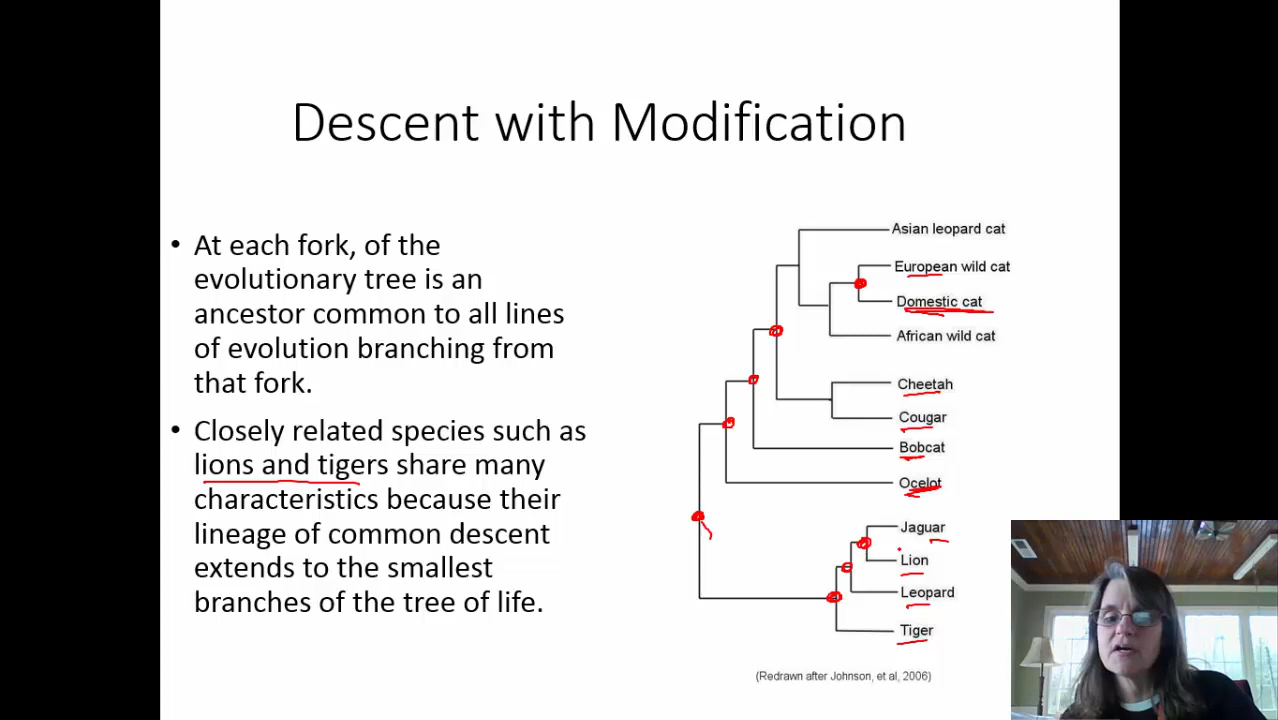 Descent with Modification
• At each fork, of the
evolutionary tree is an
ancestor common to all lines
of evolution branching from
that fork.
• Closely related species such as
lions and tigers share many
characteristics because their
lineage of common descent
extends to the smallest
branches of the tree of life.
Asian leopard cat
European wild cat
Domestic cat
African wild cat
Cheetah
Cougar
Bobcat
Ocelot
Jaguar
Lion
Leopard
Tiger
(Redrawn after Johnson, et al, 2006)